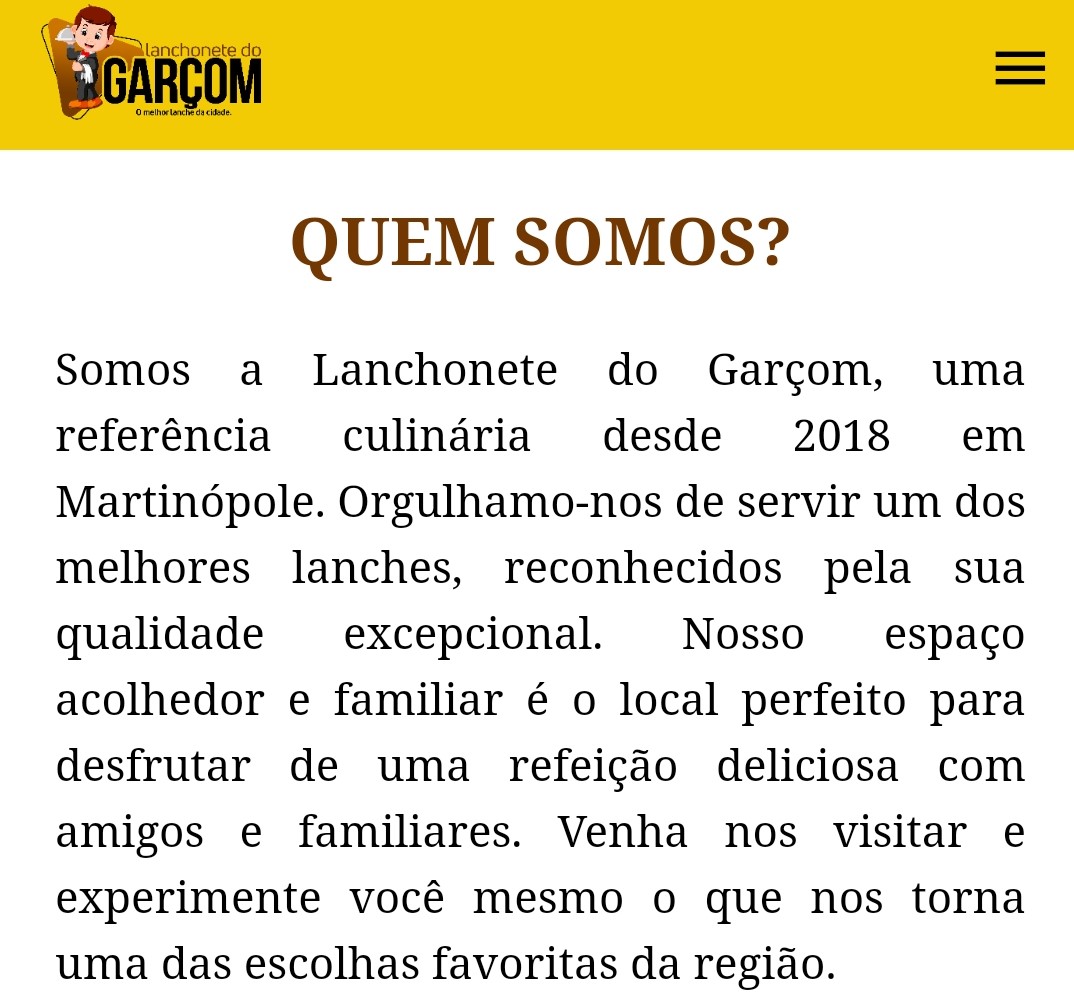 lanchonete do
GARÇOM
O melhor lanche da cidade.
QUEM SOMOS?
Somos a Lanchonete do Garçom, uma
referência culinária desde 2018 em
Martinópole. Orgulhamo-nos de servir um dos
melhores lanches, reconhecidos pela sua
qualidade excepcional. Nosso espaço
acolhedor e familiar é o local perfeito para
desfrutar de uma refeição deliciosa com
amigos e familiares. Venha nos visitar e
experimente você mesmo o que nos torna
uma das escolhas favoritas da região.